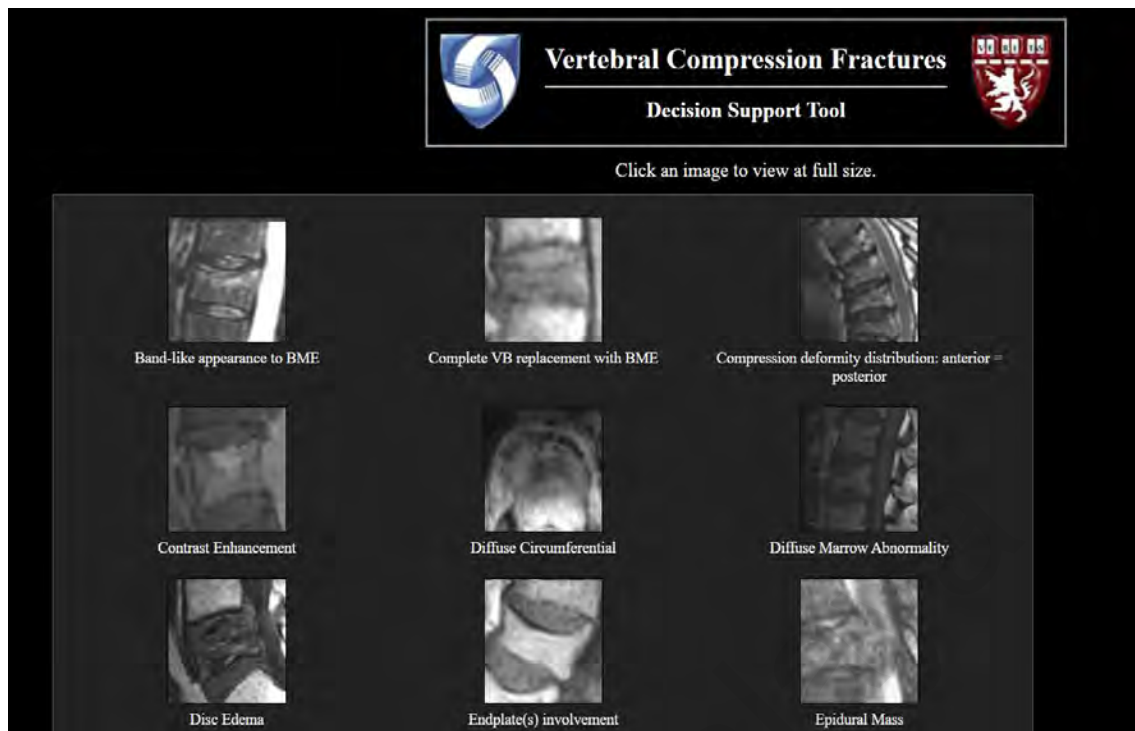 Vertebral Compression Fractures
Decision Support Tool
Click an image to view at full size.
Band-like appearance to BME
Complete VB replacement with BME
Compression deformity distribution: anterior =
posterior
Contrast Enhancement
Diffuse Circumferential
Diffuse Marrow Abnormality
Disc Edema
Endplate(s) involvement
Epidural Mass